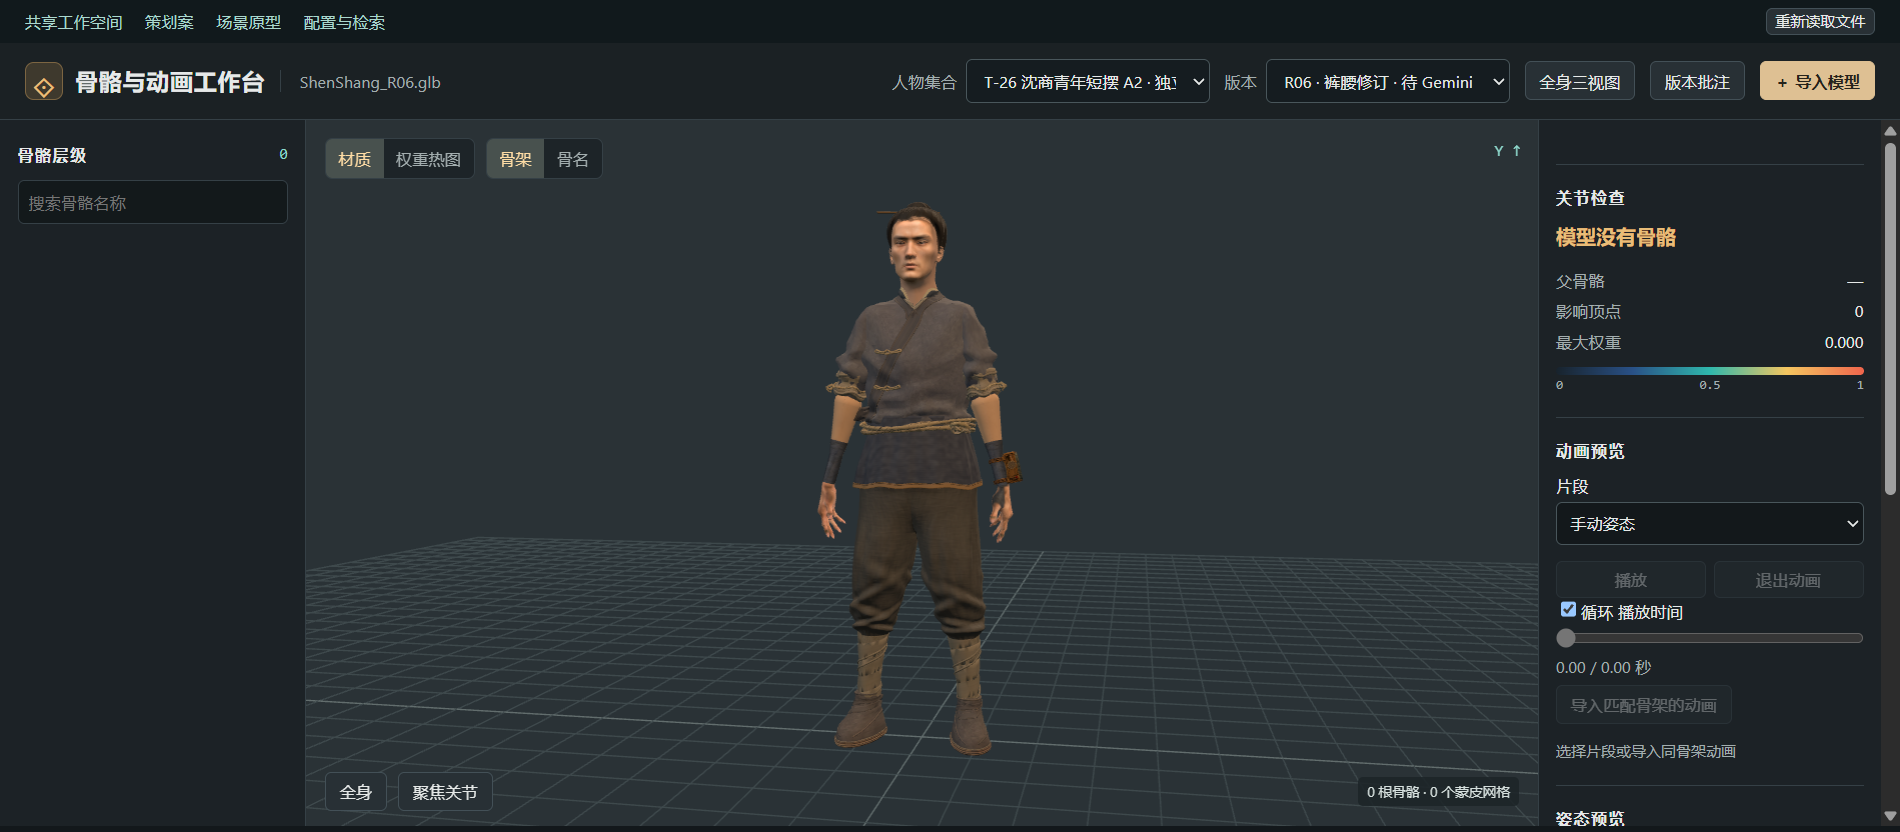 共享工作空间 策划案 场景原型 配置与检索 重新读取文件
骨骼与动画工作台 ShenShang_R06.glb 人物集合 T-26 沈商青年短摆 A2 · 独 版本 R06 · 裤腰修订 · 待 Gemini 全身三视图 版本批注 + 导入模型
骨骼层级 0
搜索骨骼名称
材质 权重热图 骨架 骨名
Y ↑
全身 聚焦关节
0 根骨骼 · 0 个蒙皮网格
关节检查
模型没有骨骼
父骨骼 —
影响顶点 0
最大权重 0.000
0 0.5 1
动画预览
片段
手动姿态
播放 退出动画
循环 播放时间
0.00 / 0.00 秒
导入匹配骨架的动画
选择片段或导入同骨架动画
姿态预览